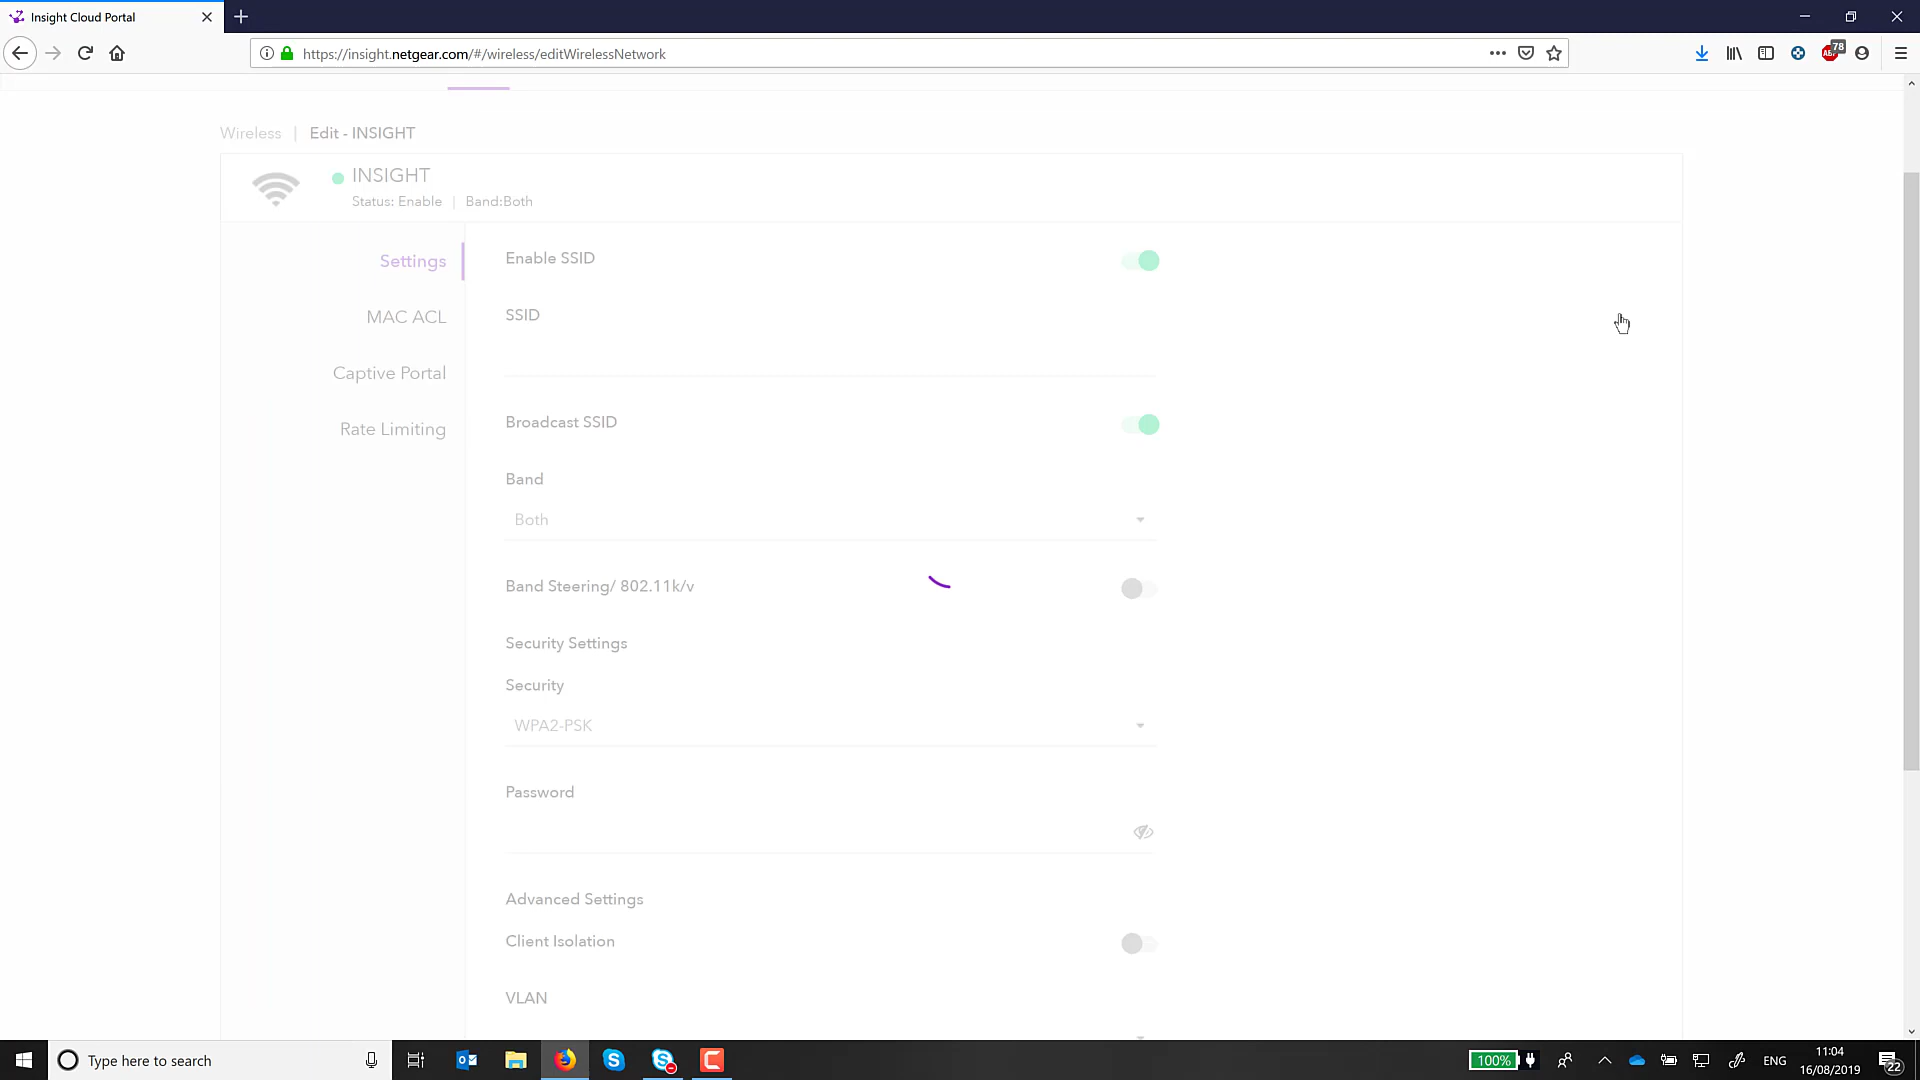 Insight Cloud Portal
https://insight.netgear.com/#/wireless/editWirelessNetwork
78
Wireless | Edit - INSIGHT
INSIGHT
Status: Enable | Band:Both
Settings
MAC ACL
Captive Portal
Rate Limiting
Enable SSID
SSID
Broadcast SSID
Band
Both
Band Steering/ 802.11k/v
Security Settings
Security
WPA2-PSK
Password
Advanced Settings
Client Isolation
VLAN
Type here to search
100%
ENG
11:04
16/08/2019
22